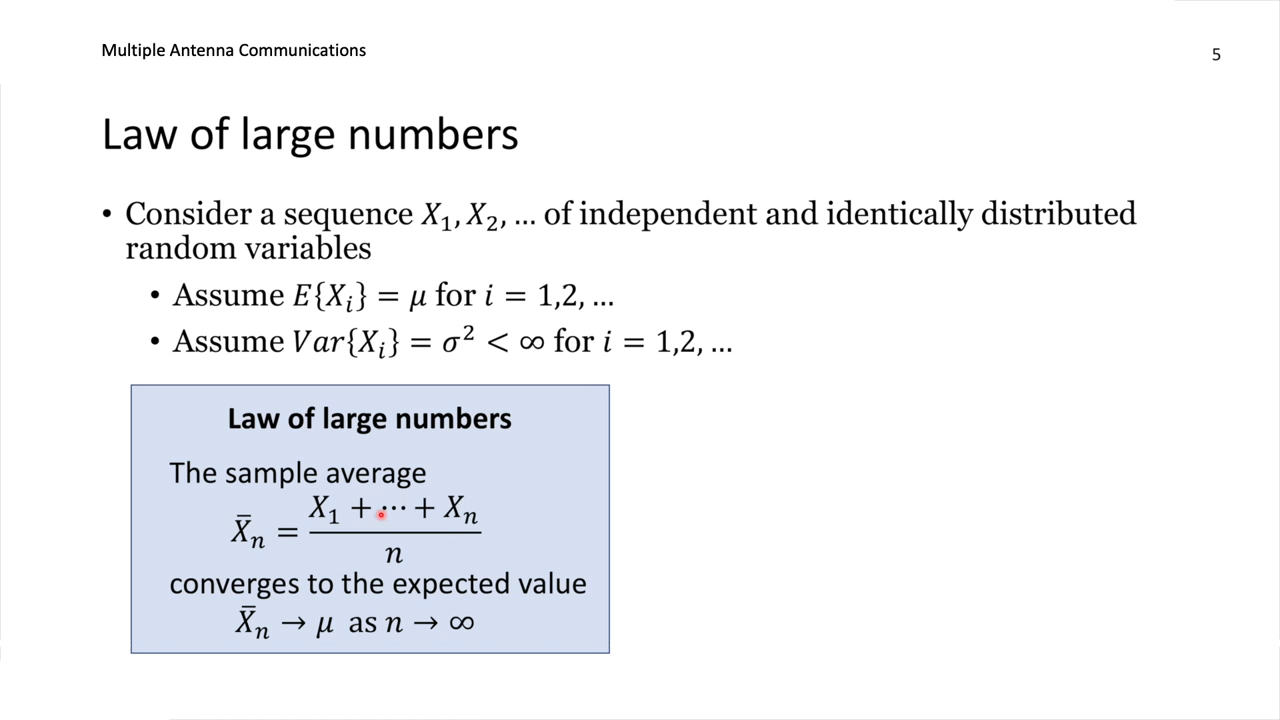 Multiple Antenna Communications
5
Law of large numbers
• Consider a sequence X₁, X₂, … of independent and identically distributed
random variables
• Assume E{Xᵢ} = μ for i = 1,2, …
• Assume Var{Xᵢ} = σ² < ∞ for i = 1,2, …
Law of large numbers
The sample average
X̄ₙ = (X₁ + ⋯ + Xₙ) / n
converges to the expected value
X̄ₙ → μ as n → ∞